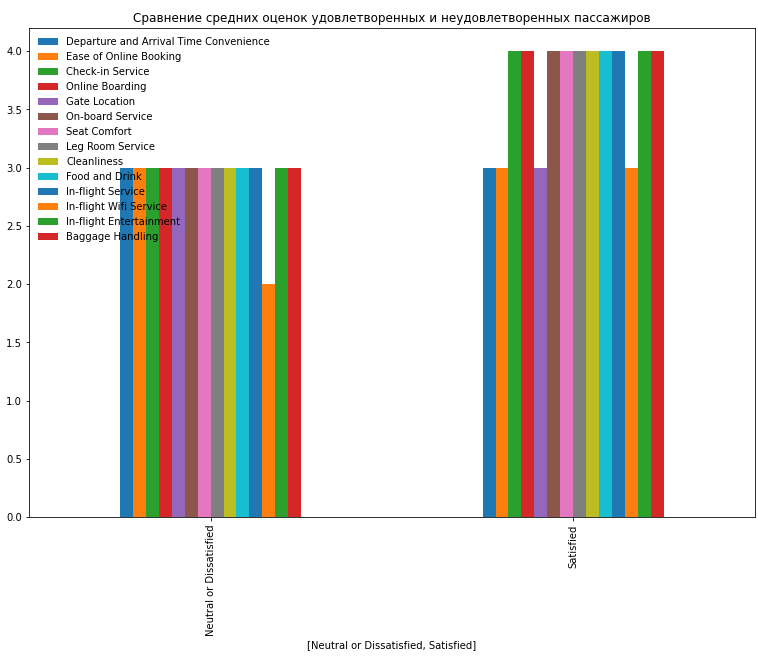 Сравнение средних оценок удовлетворенных и неудовлетворенных пассажиров
4.0
3.5
3.0
2.5
2.0
1.5
1.0
0.5
0.0
Departure and Arrival Time Convenience
Ease of Online Booking
Check-in Service
Online Boarding
Gate Location
On-board Service
Seat Comfort
Leg Room Service
Cleanliness
Food and Drink
In-flight Service
In-flight Wifi Service
In-flight Entertainment
Baggage Handling
Neutral or Dissatisfied
Satisfied
[Neutral or Dissatisfied, Satisfied]